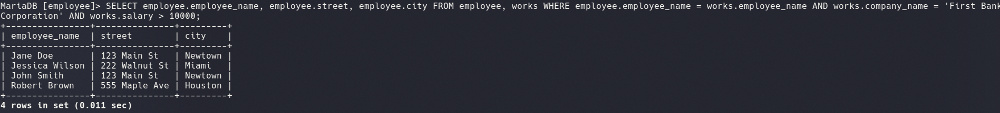 MariaDB [employee]> SELECT employee.employee_name, employee.street, employee.city FROM employee, works WHERE employee.employee_name = works.employee_name AND works.company_name = 'First Bank
Corporation' AND works.salary > 10000;
+----------------+---------------+---------+
| employee_name  | street        | city    |
+----------------+---------------+---------+
| Jane Doe       | 123 Main St   | Newtown |
| Jessica Wilson | 222 Walnut St | Miami   |
| John Smith     | 123 Main St   | Newtown |
| Robert Brown   | 555 Maple Ave | Houston |
+----------------+---------------+---------+
4 rows in set (0.011 sec)